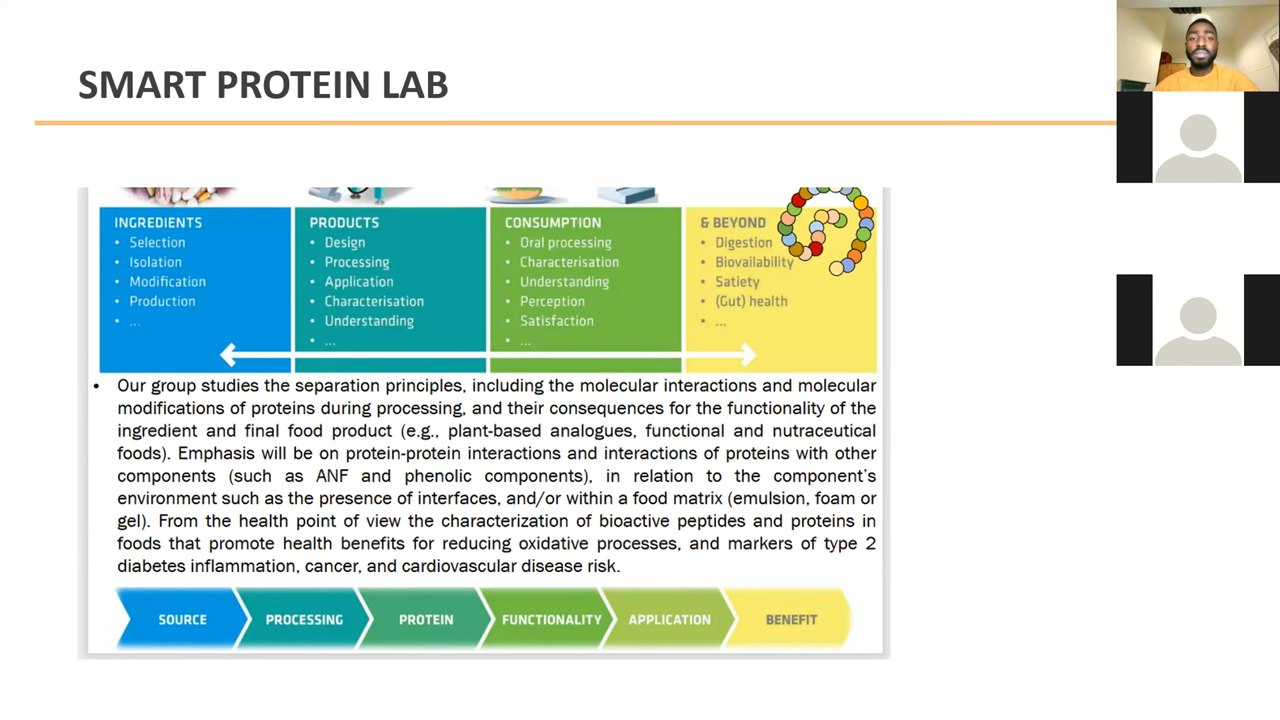 SMART PROTEIN LAB
INGREDIENTS
• Selection
• Isolation
• Modification
• Production
• ...
PRODUCTS
• Design
• Processing
• Application
• Characterisation
• Understanding
• ...
CONSUMPTION
• Oral processing
• Characterisation
• Understanding
• Perception
• Satisfaction
• ...
& BEYOND
• Digestion
• Biovailability
• Satiety
• (Gut) health
• ...
• Our group studies the separation principles, including the molecular interactions and molecular
modifications of proteins during processing, and their consequences for the functionality of the
ingredient and final food product (e.g., plant-based analogues, functional and nutraceutical
foods). Emphasis will be on protein-protein interactions and interactions of proteins with other
components (such as ANF and phenolic components), in relation to the component's
environment such as the presence of interfaces, and/or within a food matrix (emulsion, foam or
gel). From the health point of view the characterization of bioactive peptides and proteins in
foods that promote health benefits for reducing oxidative processes, and markers of type 2
diabetes inflammation, cancer, and cardiovascular disease risk.
SOURCE
PROCESSING
PROTEIN
FUNCTIONALITY
APPLICATION
BENEFIT